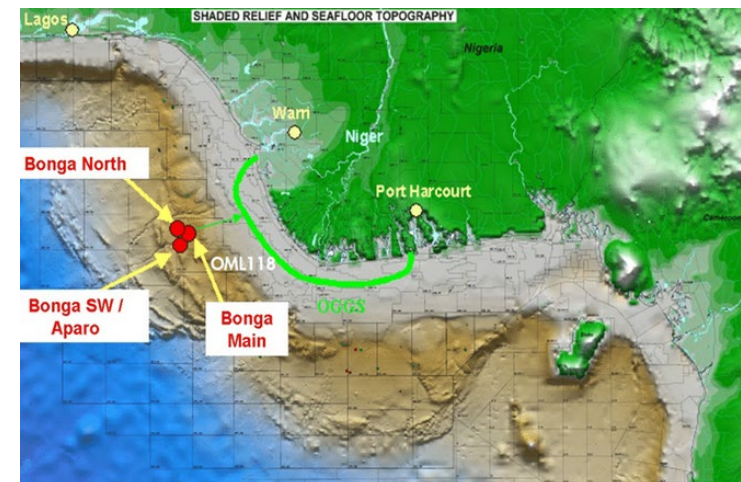 SHADED RELIEF AND SEAFLOOR TOPOGRAPHY
Lagos
Nigeria
Warri
Niger
Bonga North
Port Harcourt
Cameroon
OML118
Bonga SW /
Aparo
Bonga
Main
OGGS